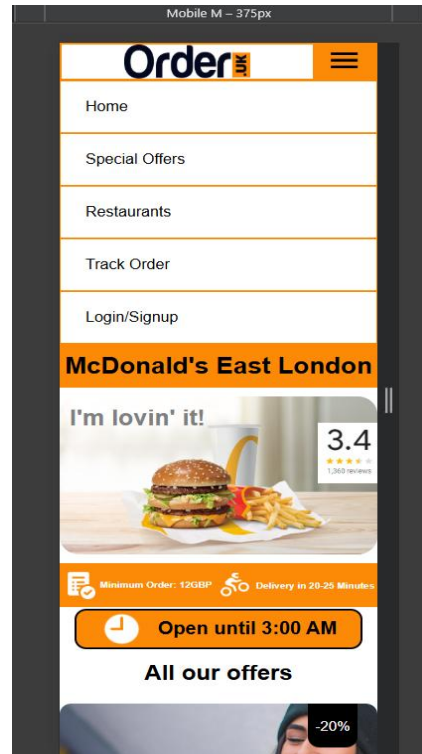 Mobile M – 375px
Order.UK
Home
Special Offers
Restaurants
Track Order
Login/Signup
McDonald's East London
I'm lovin' it!
3.4
1,360 reviews
Minimum Order: 12GBP
Delivery in 20-25 Minutes
Open until 3:00 AM
All our offers
-20%